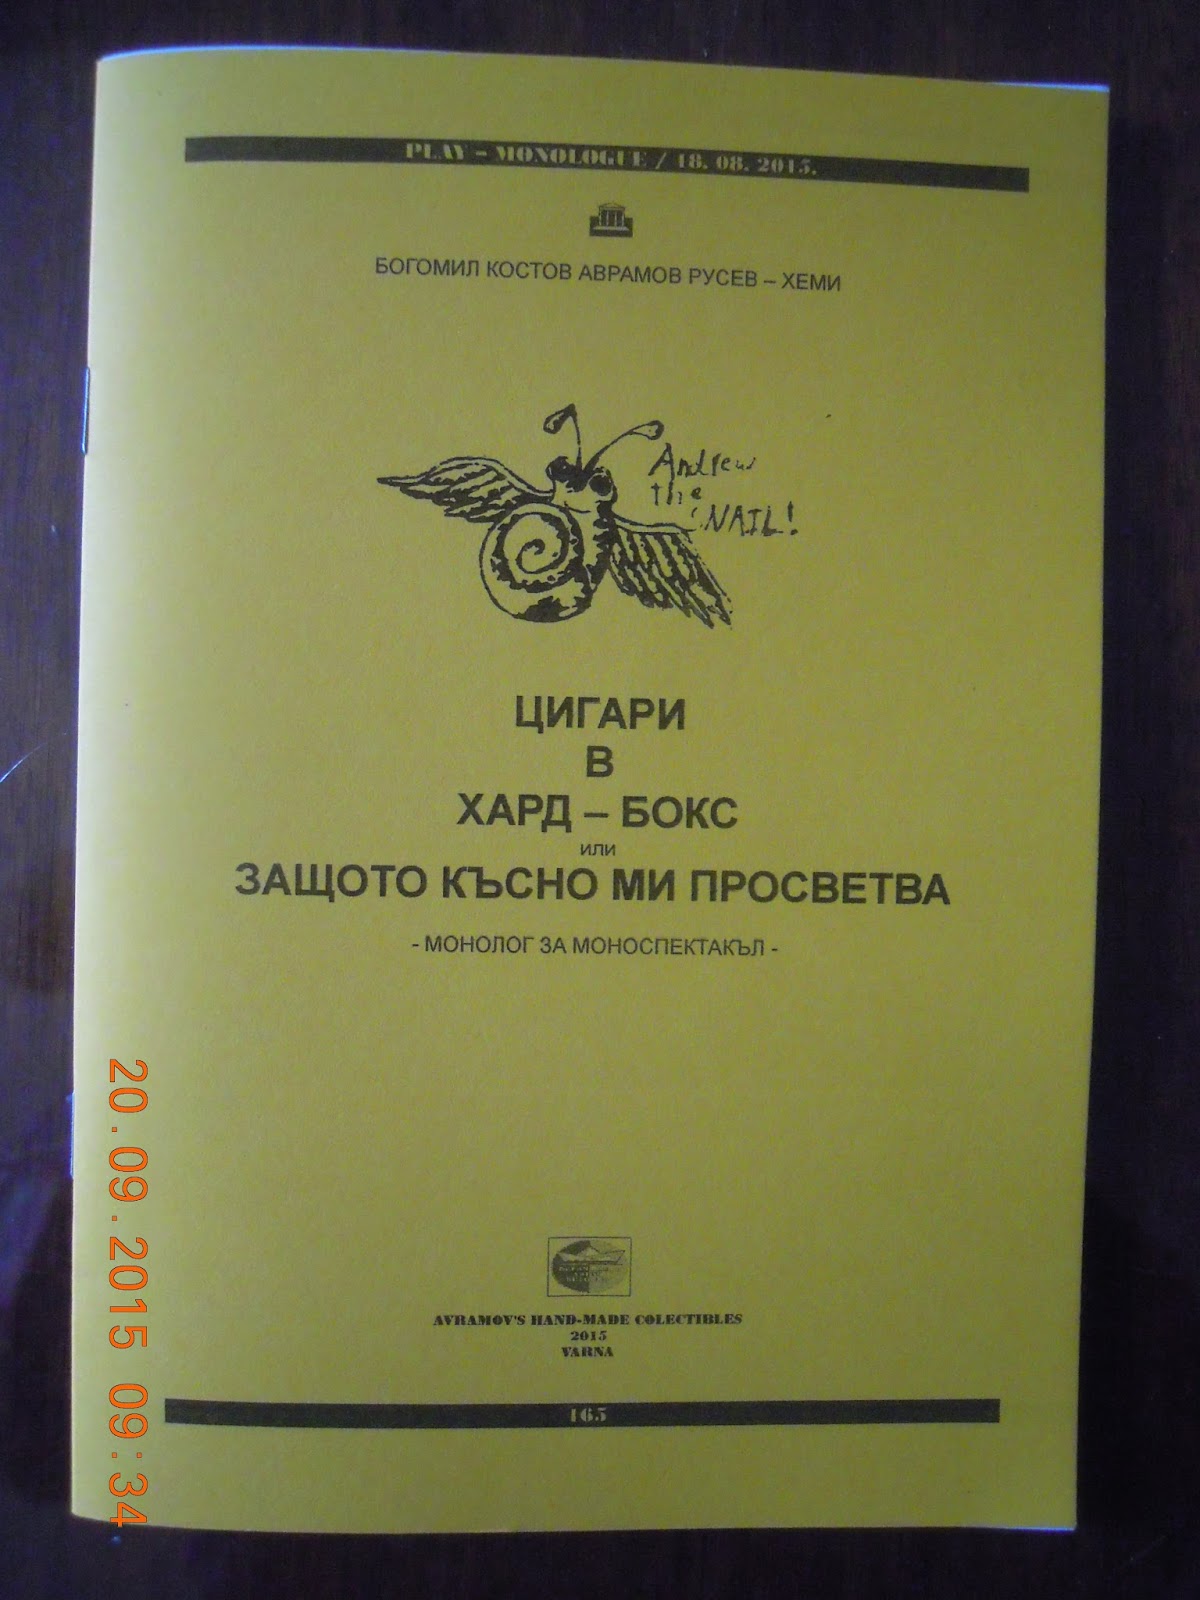 PLAY – MONOLOGUE / 18. 08. 2015.
БОГОМИЛ КОСТОВ АВРАМОВ РУСЕВ – ХЕМИ
Andrew
the
SNAIL!
ЦИГАРИ
В
ХАРД – БОКС
или
ЗАЩОТО КЪСНО МИ ПРОСВЕТВА
- МОНОЛОГ ЗА МОНОСПЕКТАКЪЛ -
AVRAMOV'S HAND-MADE COLECTIBLES
2015
VARNA
165
20.09.2015 09:34